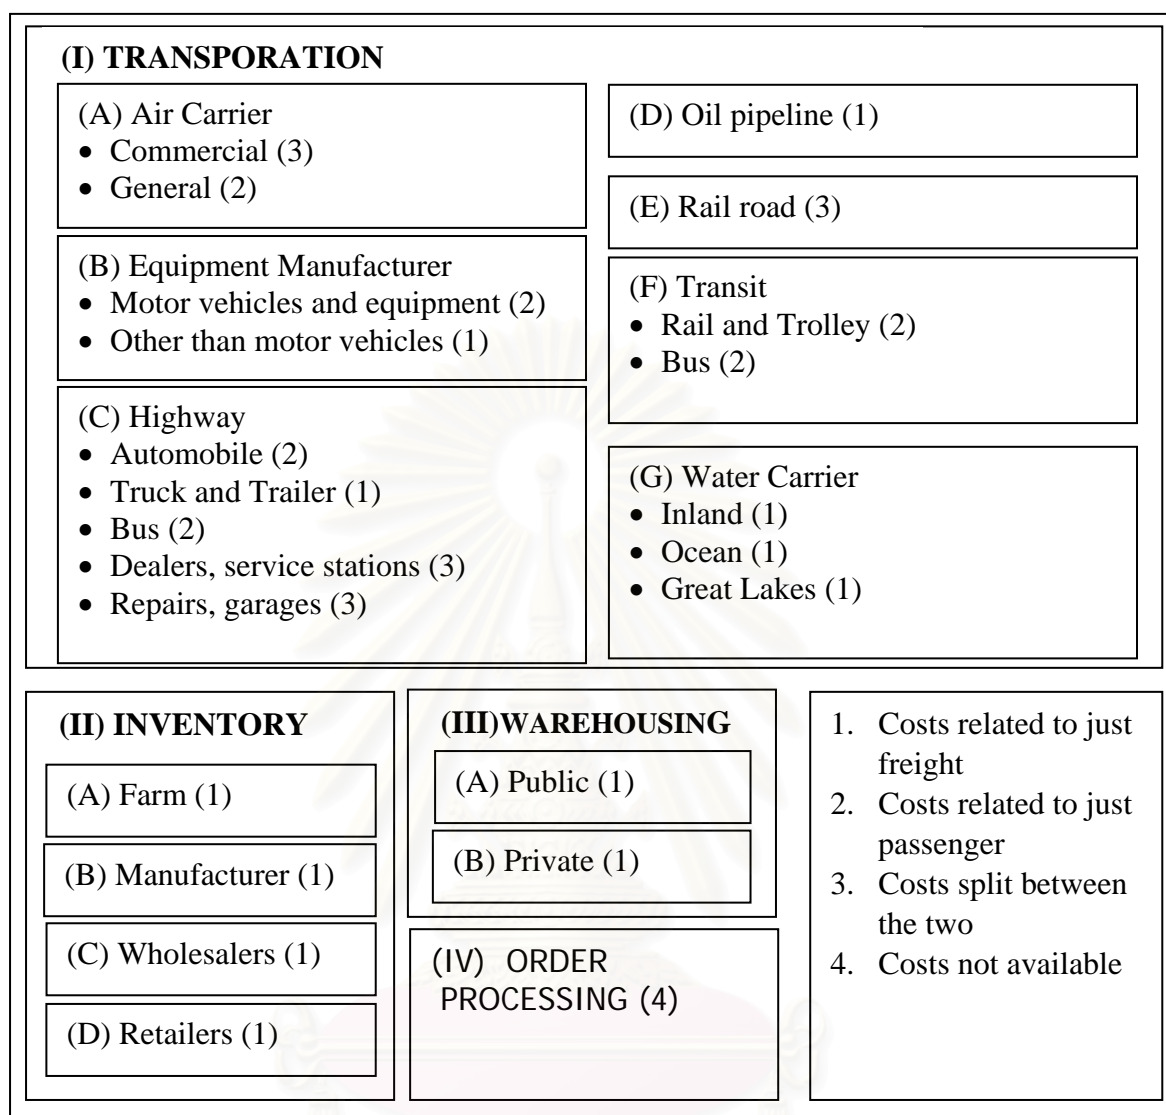 (I) TRANSPORATION
(A) Air Carrier
• Commercial (3)
• General (2)
(B) Equipment Manufacturer
• Motor vehicles and equipment (2)
• Other than motor vehicles (1)
(C) Highway
• Automobile (2)
• Truck and Trailer (1)
• Bus (2)
• Dealers, service stations (3)
• Repairs, garages (3)
(D) Oil pipeline (1)
(E) Rail road (3)
(F) Transit
• Rail and Trolley (2)
• Bus (2)
(G) Water Carrier
• Inland (1)
• Ocean (1)
• Great Lakes (1)
(II) INVENTORY
(A) Farm (1)
(B) Manufacturer (1)
(C) Wholesalers (1)
(D) Retailers (1)
(III)WAREHOUSING
(A) Public (1)
(B) Private (1)
(IV) ORDER
PROCESSING (4)
1. Costs related to just
freight
2. Costs related to just
passenger
3. Costs split between
the two
4. Costs not available